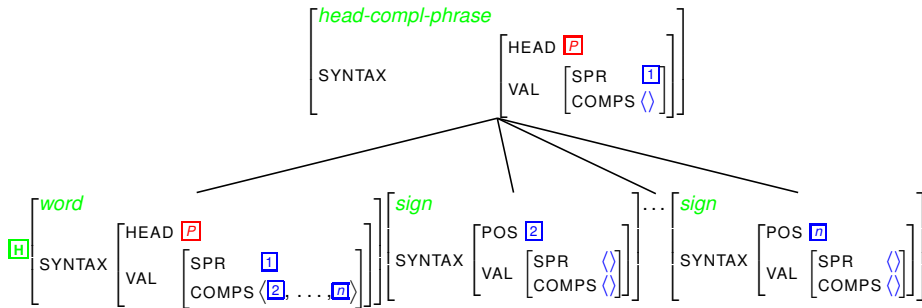 head-compl-phrase
HEAD P
SYNTAX
VAL
SPR 1
COMPS ⟨⟩
word sign ... sign
HEAD P POS 2 POS n
H SYNTAX SYNTAX SYNTAX
VAL VAL VAL
SPR 1 SPR ⟨⟩ SPR ⟨⟩
COMPS ⟨2, ..., n⟩ COMPS ⟨⟩ COMPS ⟨⟩